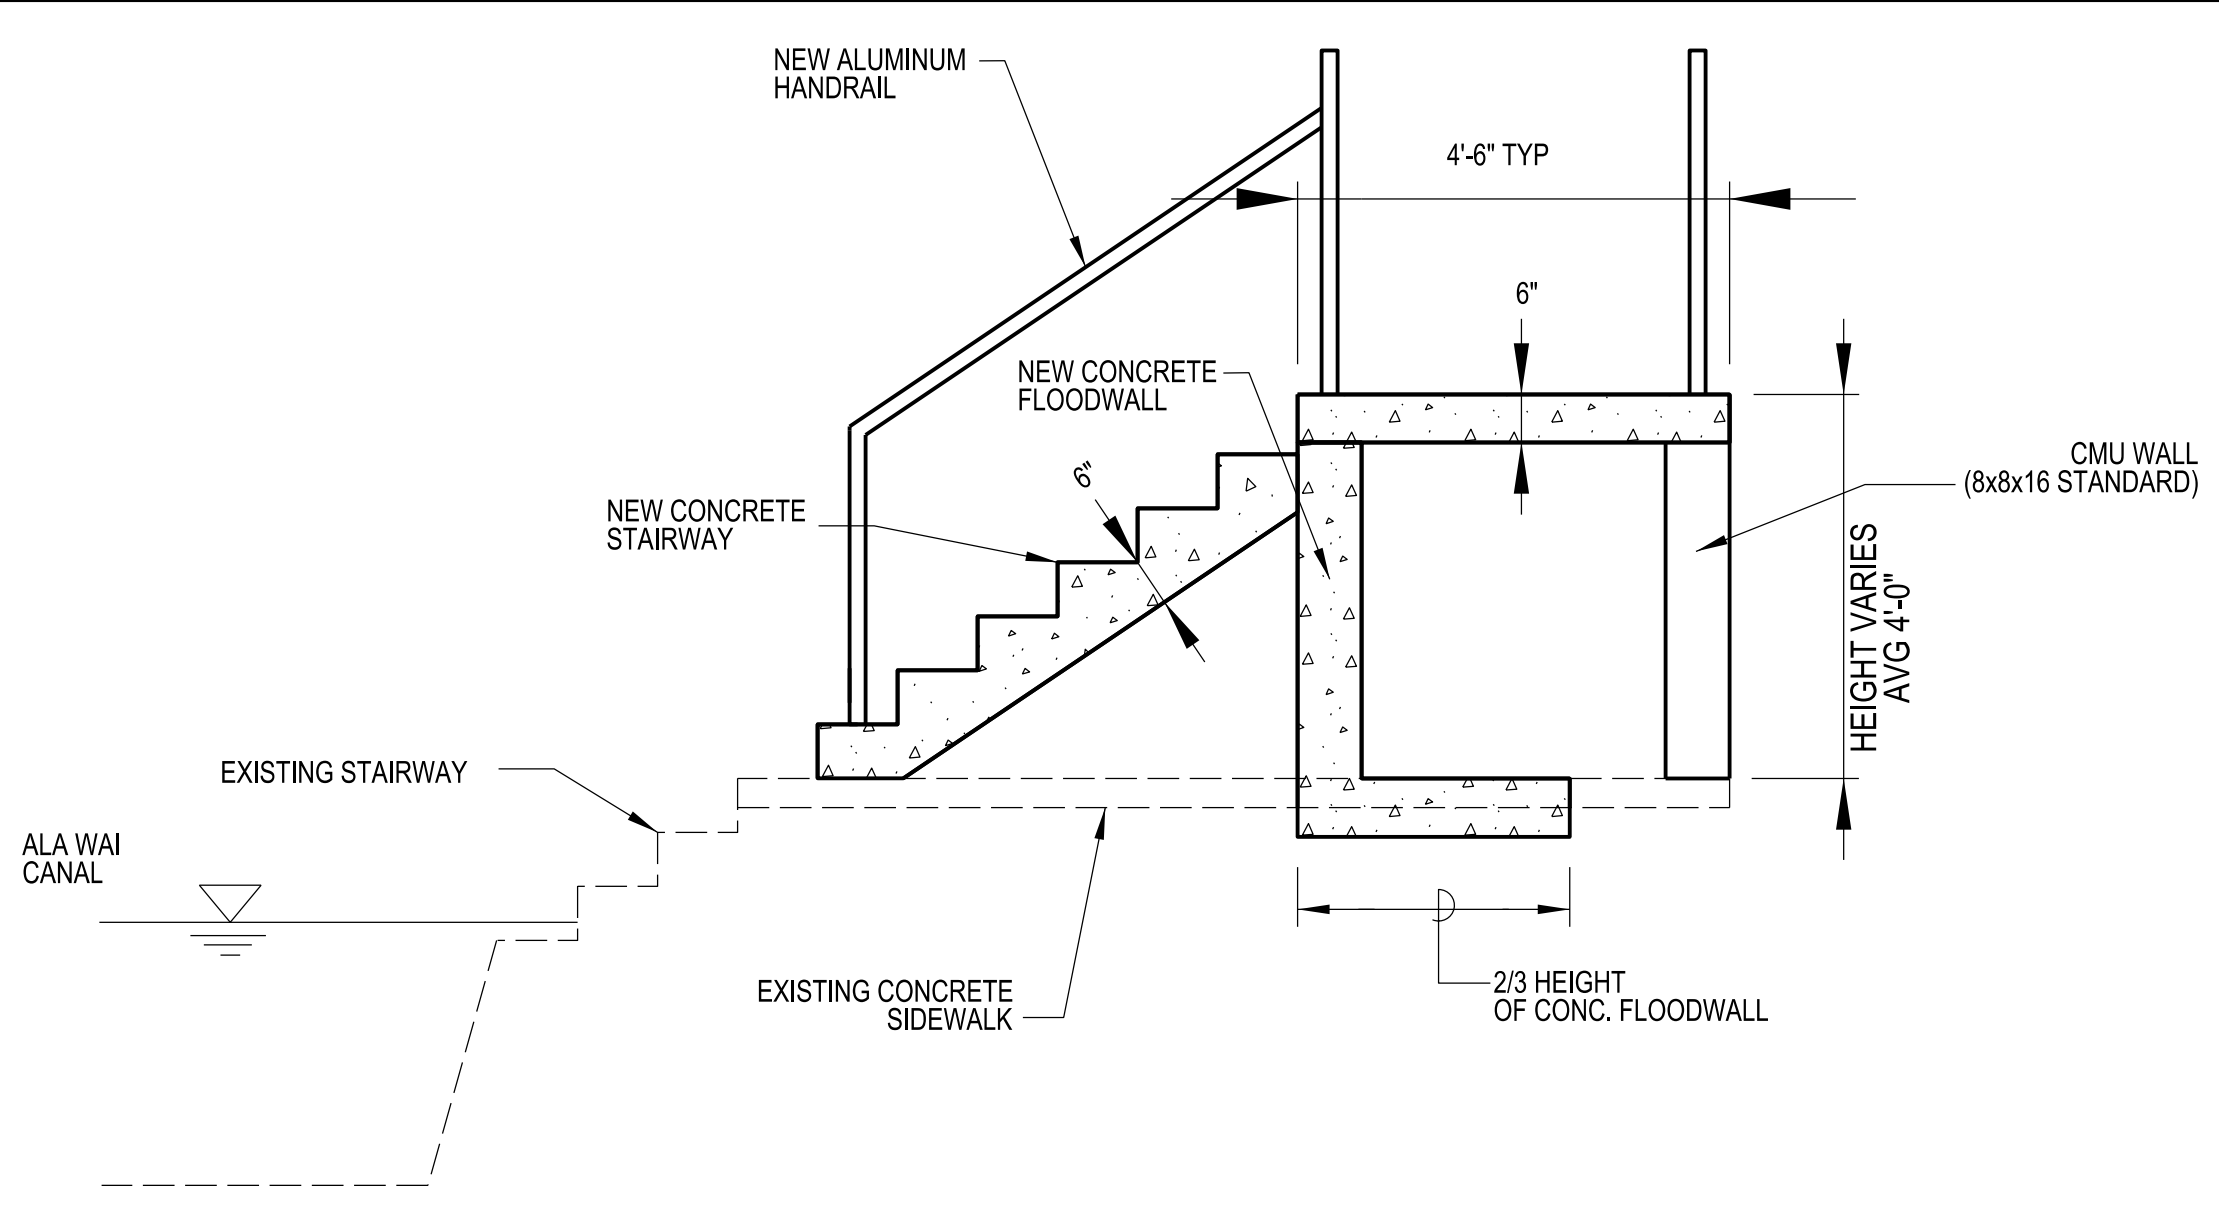 NEW ALUMINUM
HANDRAIL
4'-6" TYP
6"
NEW CONCRETE
FLOODWALL
6"
NEW CONCRETE
STAIRWAY
CMU WALL
(8x8x16 STANDARD)
HEIGHT VARIES
AVG 4'-0"
EXISTING STAIRWAY
ALA WAI
CANAL
EXISTING CONCRETE
SIDEWALK
2/3 HEIGHT
OF CONC. FLOODWALL